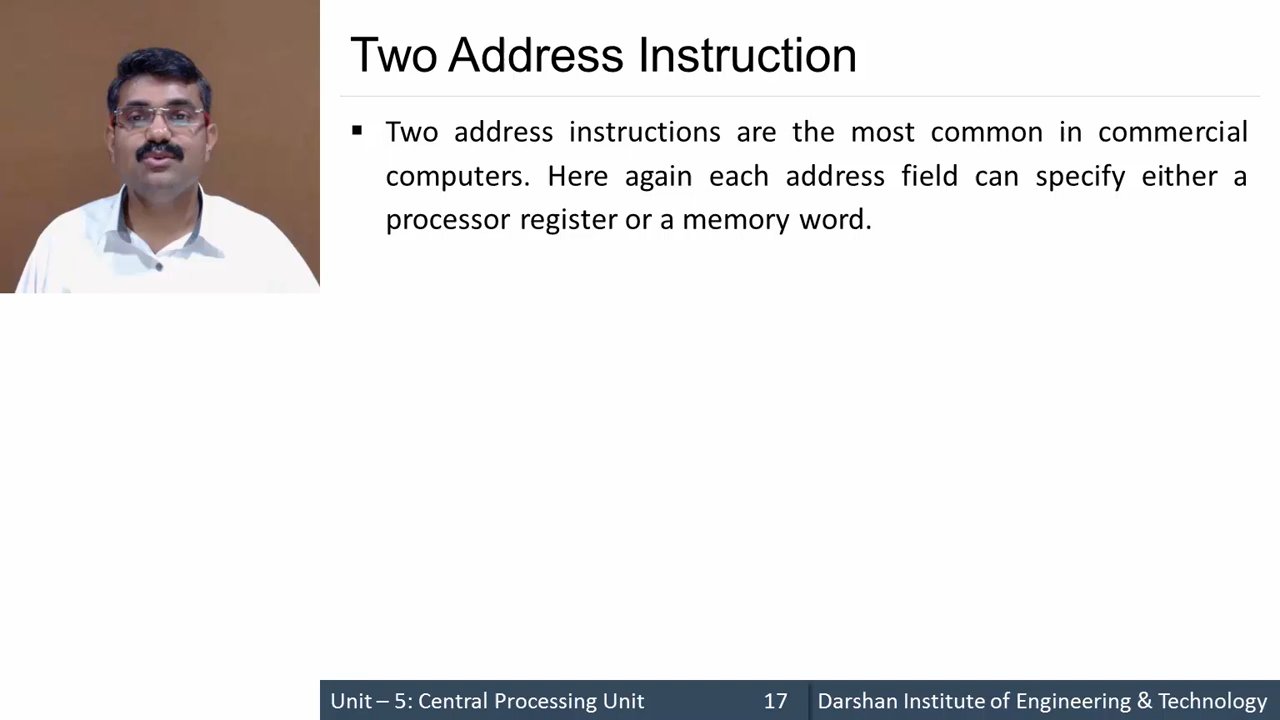 Two Address Instruction
▪ Two address instructions are the most common in commercial
computers. Here again each address field can specify either a
processor register or a memory word.
Unit – 5: Central Processing Unit 17 Darshan Institute of Engineering & Technology